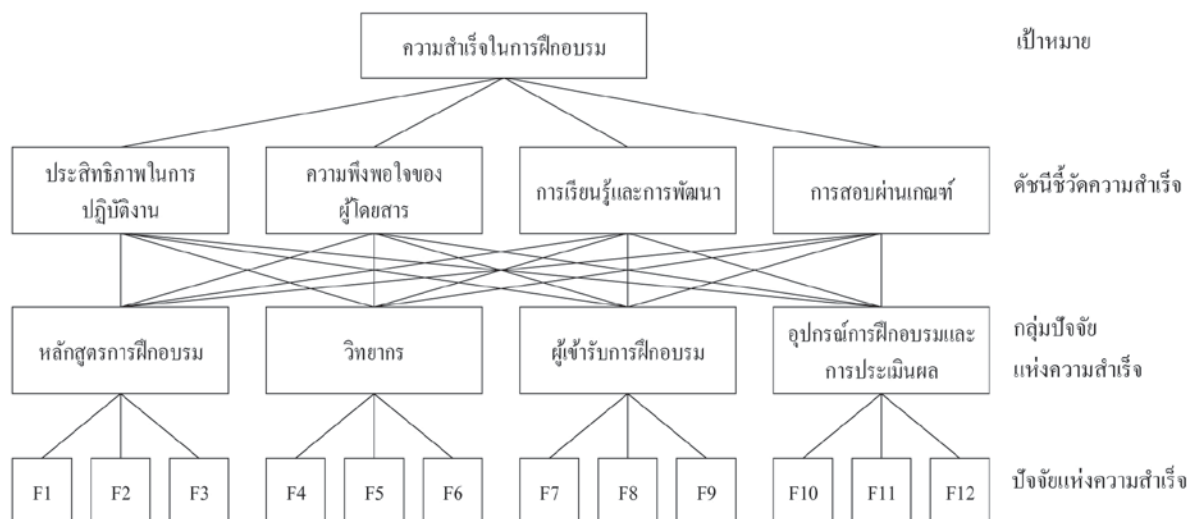 ความสำเร็จในการฝึกอบรม
เป้าหมาย
ประสิทธิภาพในการ
ปฏิบัติงาน
ความพึงพอใจของ
ผู้โดยสาร
การเรียนรู้และการพัฒนา
การสอบผ่านเกณฑ์
ดัชนีชี้วัดความสำเร็จ
หลักสูตรการฝึกอบรม
วิทยากร
ผู้เข้ารับการฝึกอบรม
อุปกรณ์การฝึกอบรมและ
การประเมินผล
กลุ่มปัจจัย
แห่งความสำเร็จ
F1 F2 F3 F4 F5 F6 F7 F8 F9 F10 F11 F12
ปัจจัยแห่งความสำเร็จ